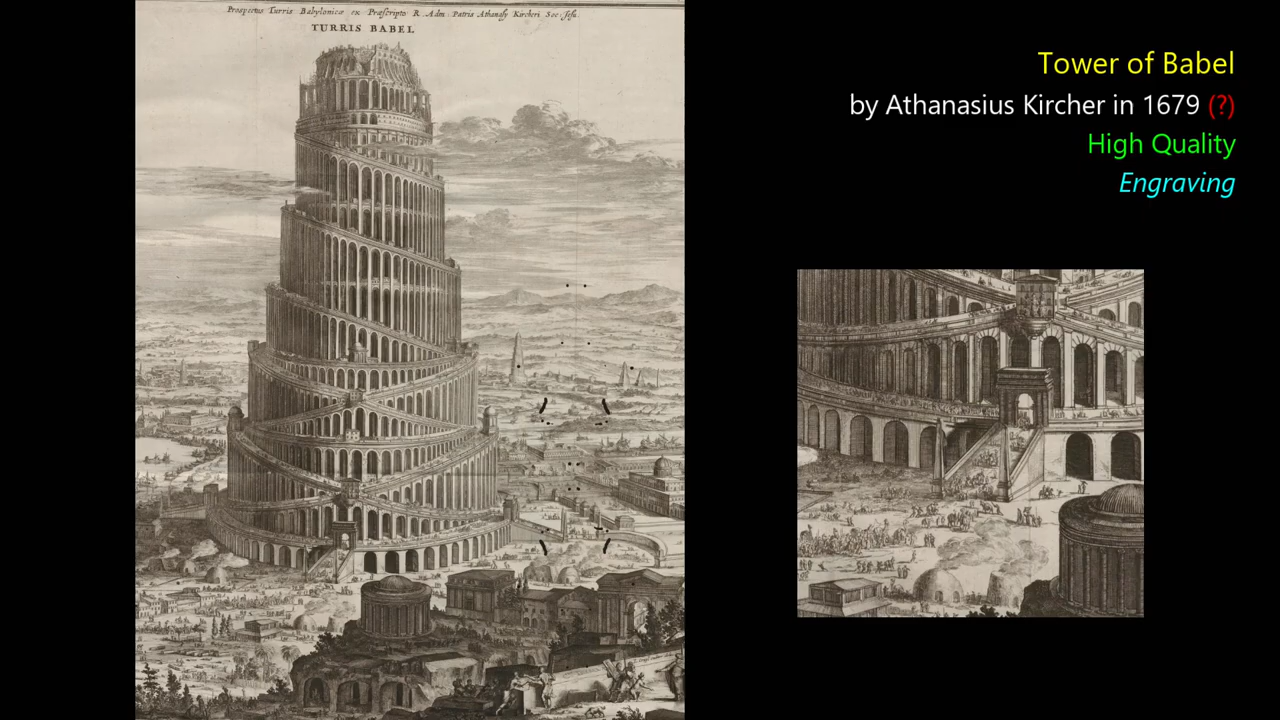 Prospectus Turris Babylonicæ ex Præscripto R. Adm. Patris Athanasij Kircheri Soc: Jesu.
TURRIS BABEL
Tower of Babel
by Athanasius Kircher in 1679 (?)
High Quality
Engraving